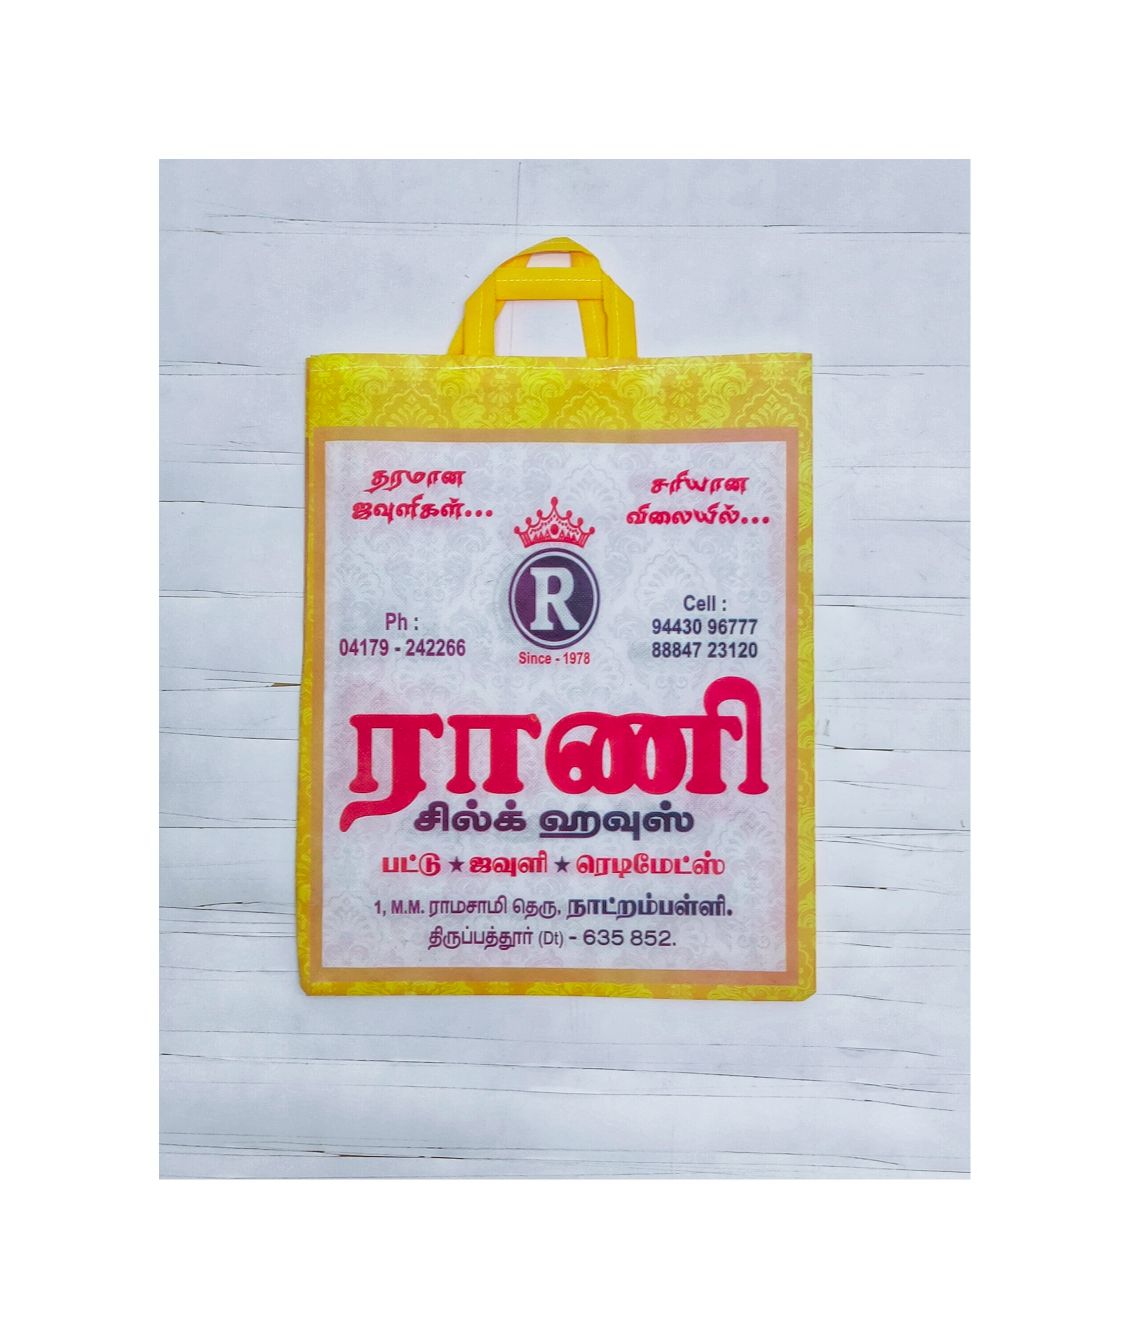 தரமான
ஜவுளிகள்...
சரியான
விலையில்...
R
Since - 1978
Ph :
04179 - 242266
Cell :
94430 96777
88847 23120
ராணி
சில்க் ஹவுஸ்
பட்டு ★ ஜவுளி ★ ரெடிமேட்ஸ்
1, M.M. ராமசாமி தெரு, நாட்றம்பள்ளி.
திருப்பத்தூர் (Dt) - 635 852.